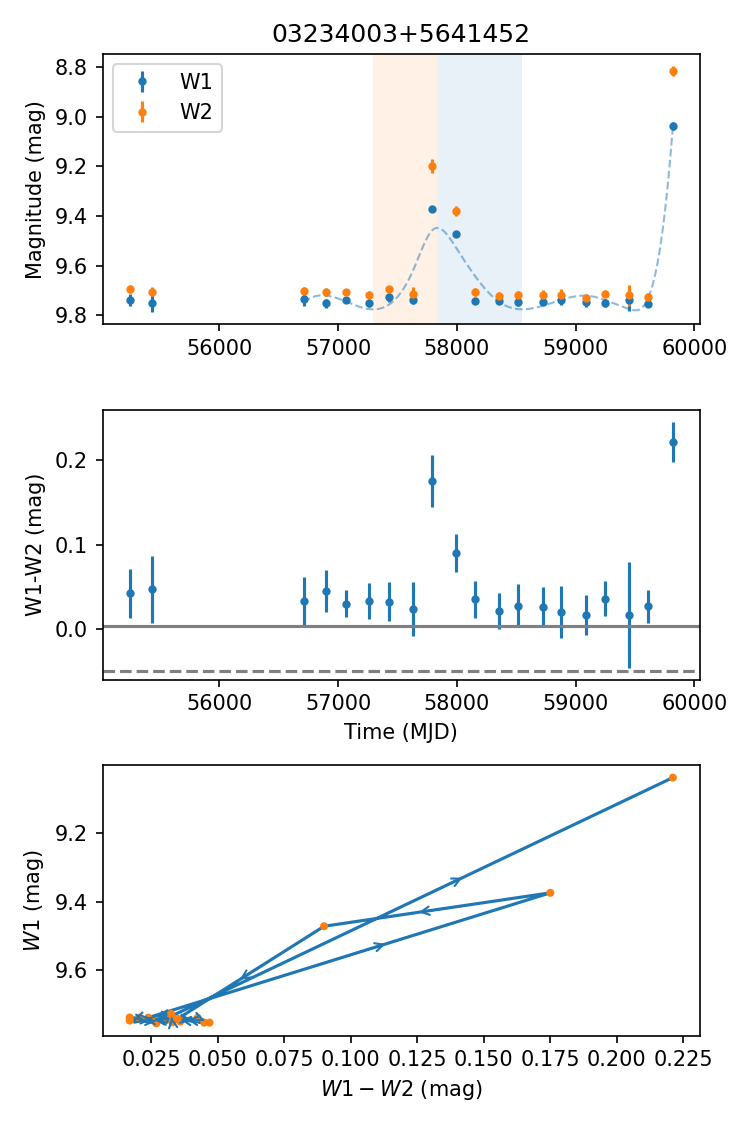 03234003+5641452
Magnitude (mag)
8.8
9.0
9.2
9.4
9.6
9.8
W1
W2
56000 57000 58000 59000 60000
W1-W2 (mag)
0.2
0.1
0.0
56000 57000 58000 59000 60000
Time (MJD)
W1 (mag)
9.2
9.4
9.6
0.025 0.050 0.075 0.100 0.125 0.150 0.175 0.200 0.225
W1 − W2 (mag)